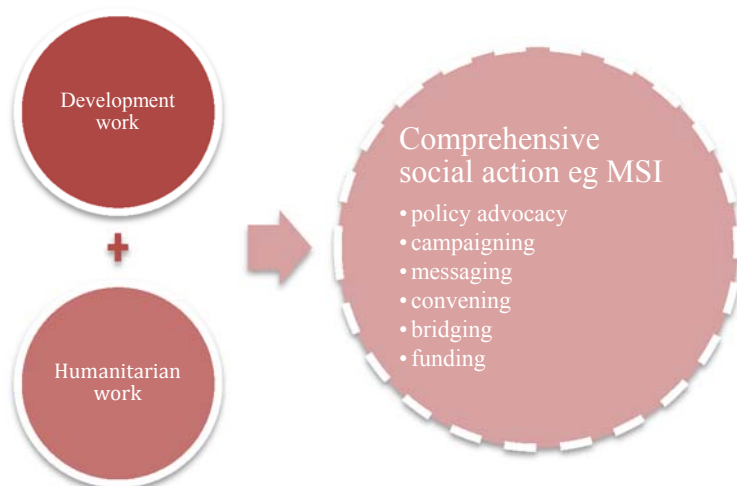 Development
work
+
Humanitarian
work
Comprehensive
social action eg MSI
• policy advocacy
• campaigning
• messaging
• convening
• bridging
• funding